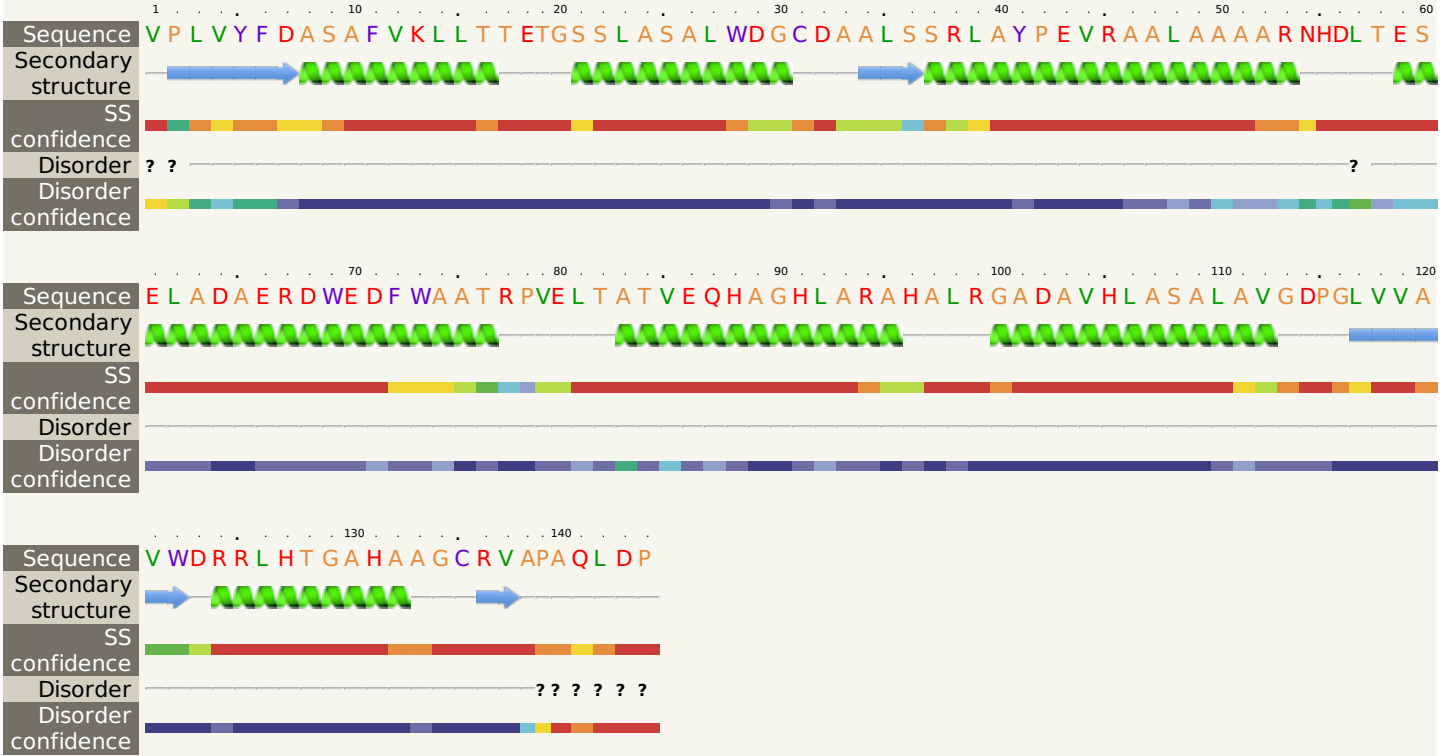 1 . . . . . . . . 10 . . . . . . . . . 20 . . . . . . . . . 30 . . . . . . . . . 40 . . . . . . . . . 50 . . . . . . . . . 60
Sequence V P L V Y F D A S A F V K L L T T E T G S S L A S A L W D G C D A A L S S R L A Y P E V R A A L A A A A R N H D L T E S
Secondary
structure
SS
confidence
Disorder ? ? ?
Disorder
confidence
. . . . . . . . . 70 . . . . . . . . . 80 . . . . . . . . . 90 . . . . . . . . . 100 . . . . . . . . . 110 . . . . . . . . . 120
Sequence E L A D A E R D W E D F W A A T R P V E L T A T V E Q H A G H L A R A H A L R G A D A V H L A S A L A V G D P G L V V A
Secondary
structure
SS
confidence
Disorder
Disorder
confidence
. . . . . . . . . 130 . . . . . . . . . 140 . . . .
Sequence V W D R R L H T G A H A A G C R V A P A Q L D P
Secondary
structure
SS
confidence
Disorder ? ? ? ? ? ?
Disorder
confidence